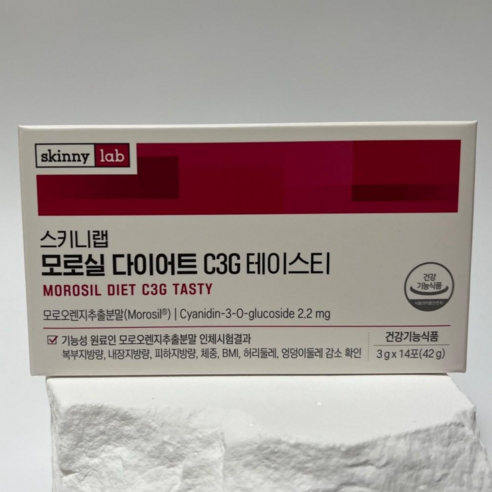 skinny lab
스키니랩
모로실 다이어트 C3G 테이스티
MOROSIL DIET C3G TASTY
모로오렌지추출분말(Morosil®) | Cyanidin-3-O-glucoside 2.2 mg
건강
기능식품
기능성 원료인 모로오렌지추출분말 인체시험결과
복부지방량, 내장지방량, 피하지방량, 체중, BMI, 허리둘레, 엉덩이둘레 감소 확인
건강기능식품
3 g x 14포(42 g)